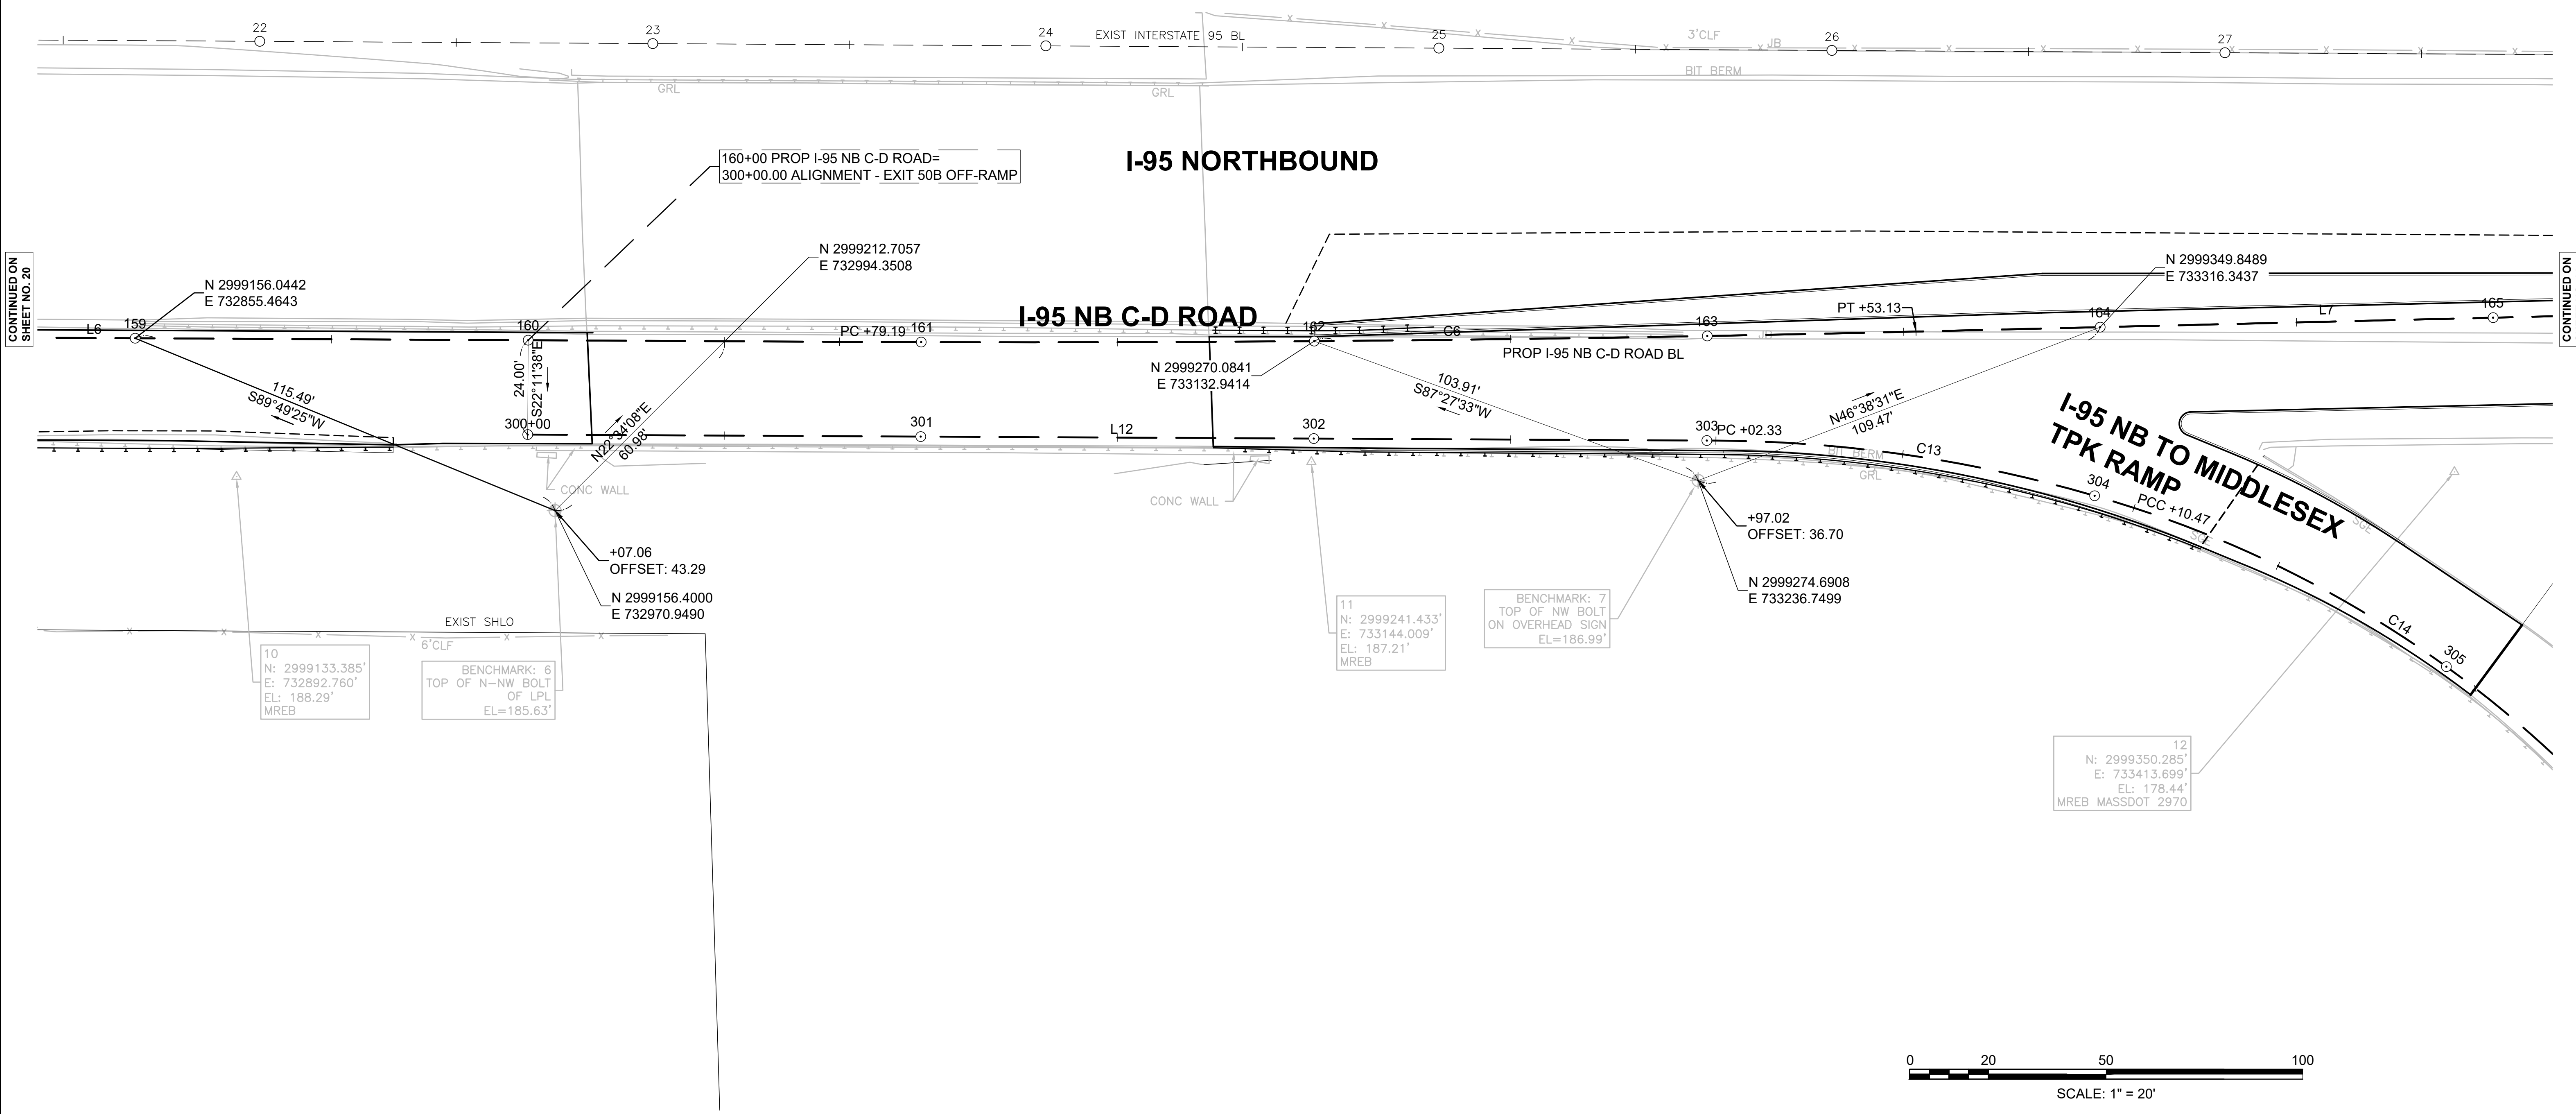 22
23
24
EXIST INTERSTATE 95 BL
25
3'CLF
JB
26
27
BIT BERM
GRL
GRL
I-95 NORTHBOUND
160+00 PROP I-95 NB C-D ROAD=
300+00.00 ALIGNMENT - EXIT 50B OFF-RAMP
CONTINUED ON
SHEET NO. 20
N 2999156.0442
E 732855.4643
N 2999212.7057
E 732994.3508
N 2999349.8489
E 733316.3437
CONTINUED ON
L6
159
160
PC +79.19
161
I-95 NB C-D ROAD
162
C6
163
PT +53.13
164
L7
165
PROP I-95 NB C-D ROAD BL
N 2999270.0841
E 733132.9414
24.00'
S22°11'38"E
115.49'
S89°49'25"W
N22°34'08"E
60.98'
103.91'
S87°27'33"W
N46°38'31"E
109.47'
300+00
301
L12
302
303
PC +02.33
C13
304
PCC +10.47
C14
305
I-95 NB TO MIDDLESEX
TPK RAMP
BIT BERM
GRL
SGE
SGE
CONC WALL
CONC WALL
+07.06
OFFSET: 43.29
N 2999156.4000
E 732970.9490
+97.02
OFFSET: 36.70
N 2999274.6908
E 733236.7499
EXIST SHLO
6'CLF
10
N: 2999133.385'
E: 732892.760'
EL: 188.29'
MREB
BENCHMARK: 6
TOP OF N-NW BOLT
OF LPL
EL=185.63'
11
N: 2999241.433'
E: 733144.009'
EL: 187.21'
MREB
BENCHMARK: 7
TOP OF NW BOLT
ON OVERHEAD SIGN
EL=186.99'
12
N: 2999350.285'
E: 733413.699'
EL: 178.44'
MREB MASSDOT 2970
0 20 50 100
SCALE: 1" = 20'